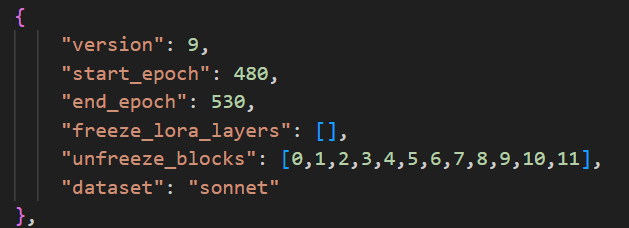 {
"version": 9,
"start_epoch": 480,
"end_epoch": 530,
"freeze_lora_layers": [],
"unfreeze_blocks": [0,1,2,3,4,5,6,7,8,9,10,11],
"dataset": "sonnet"
},